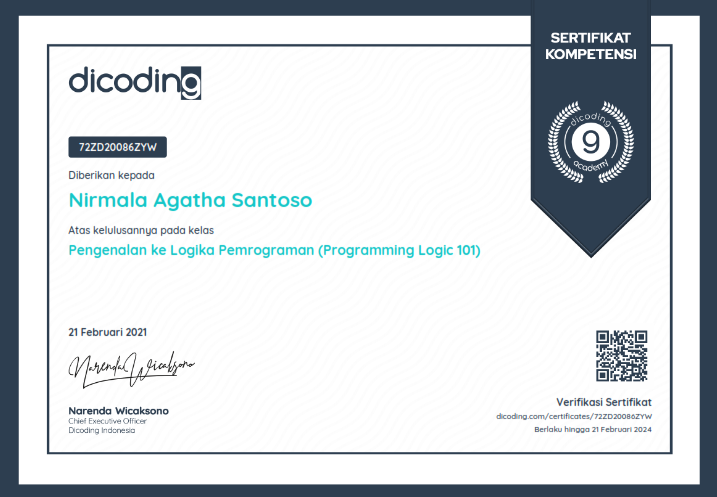 SERTIFIKAT
KOMPETENSI
dicoding
dicoding
9
academy
72ZD20086ZYW
Diberikan kepada
Nirmala Agatha Santoso
Atas kelulusannya pada kelas
Pengenalan ke Logika Pemrograman (Programming Logic 101)
21 Februari 2021
Narenda Wicaksono
Narenda Wicaksono
Chief Executive Officer
Dicoding Indonesia
Verifikasi Sertifikat
dicoding.com/certificates/72ZD20086ZYW
Berlaku hingga 21 Februari 2024